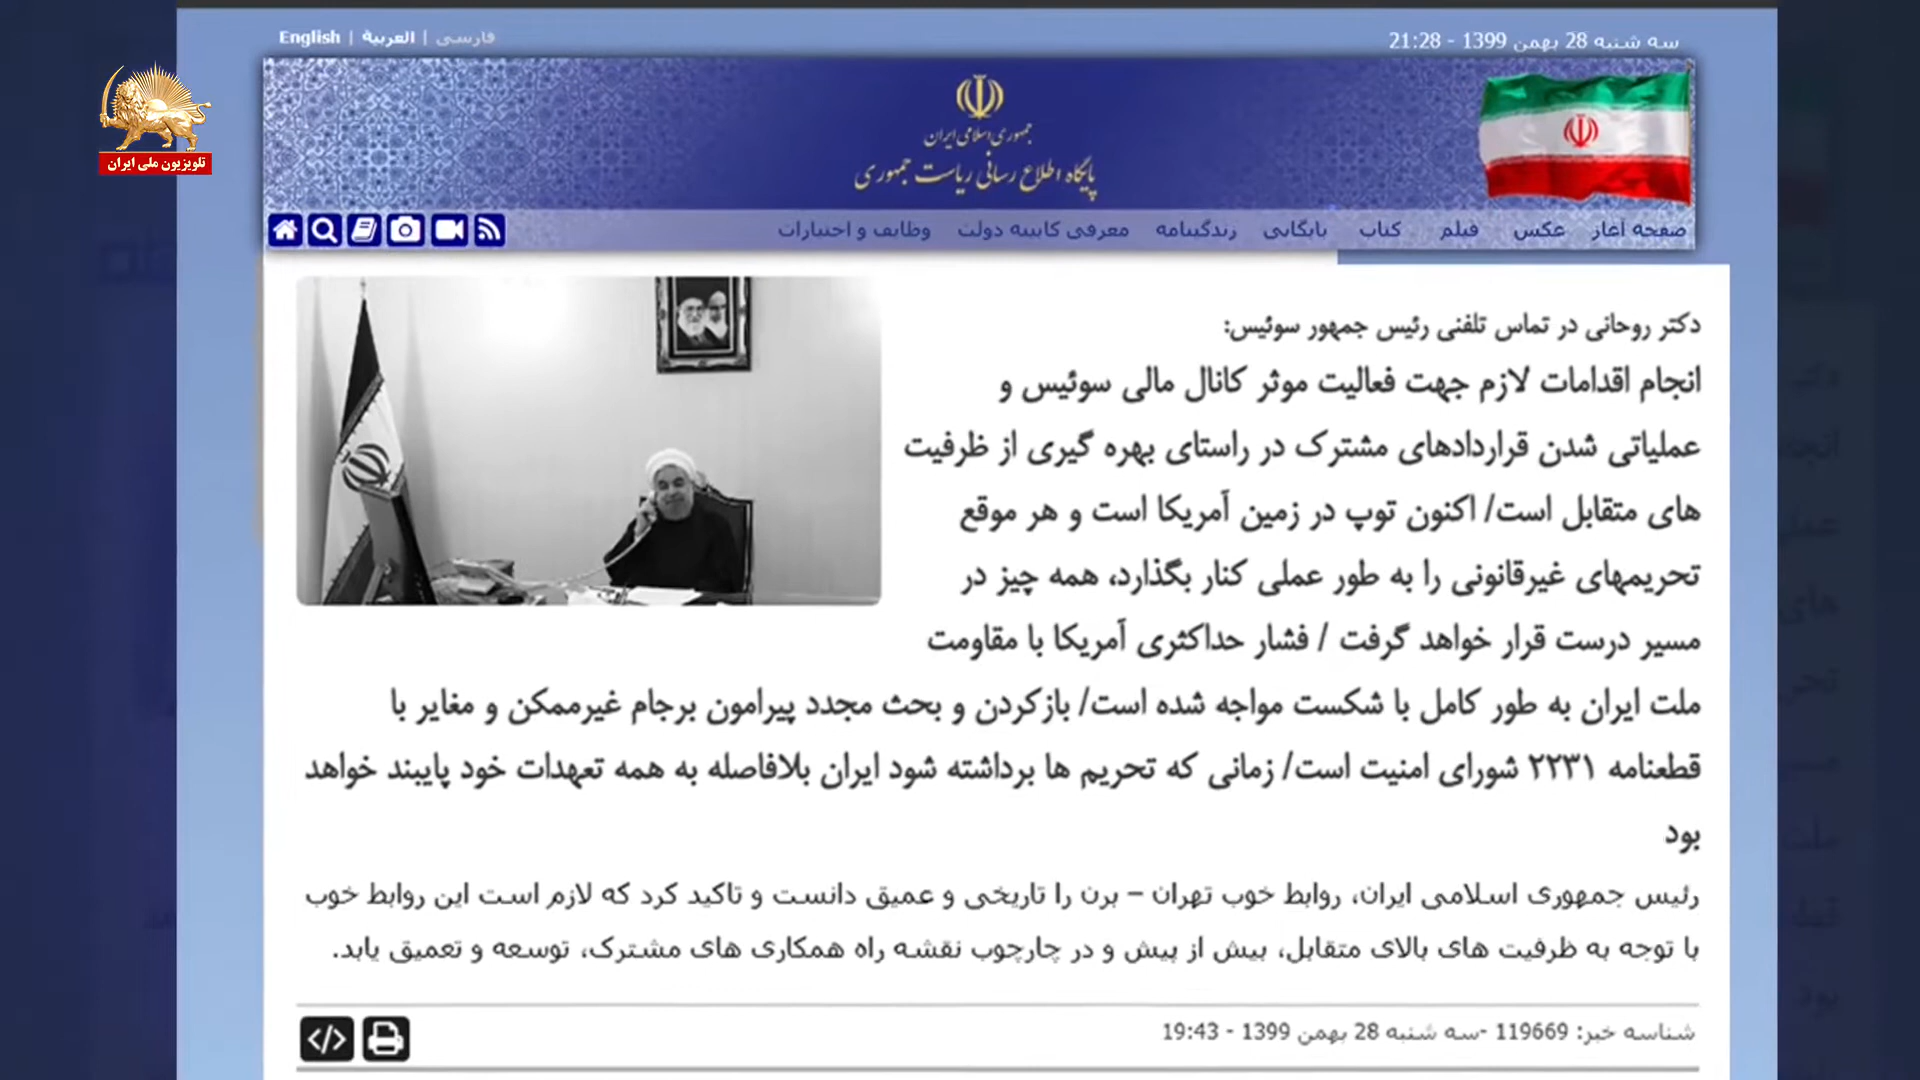 English | العربية | فارسی
سه شنبه 28 بهمن 1399 - 21:28
تلویزیون ملی ایران
جمهوری اسلامی ایران
پایگاه اطلاع رسانی ریاست جمهوری
صفحه آغاز عکس فیلم کتاب بایگانی زندگینامه معرفی کابینه دولت وظایف و اختیارات
دکتر روحانی در تماس تلفنی رئیس جمهور سوئیس:
انجام اقدامات لازم جهت فعالیت موثر کانال مالی سوئیس و
عملیاتی شدن قراردادهای مشترک در راستای بهره گیری از ظرفیت
های متقابل است/ اکنون توپ در زمین آمریکا است و هر موقع
تحریمهای غیرقانونی را به طور عملی کنار بگذارد، همه چیز در
مسیر درست قرار خواهد گرفت / فشار حداکثری آمریکا با مقاومت
ملت ایران به طور کامل با شکست مواجه شده است/ بازکردن و بحث مجدد پیرامون برجام غیرممکن و مغایر با
قطعنامه ۲۲۳۱ شورای امنیت است/ زمانی که تحریم ها برداشته شود ایران بلافاصله به همه تعهدات خود پایبند خواهد
بود
رئیس جمهوری اسلامی ایران، روابط خوب تهران – برن را تاریخی و عمیق دانست و تاکید کرد که لازم است این روابط خوب
با توجه به ظرفیت های بالای متقابل، بیش از پیش و در چارچوب نقشه راه همکاری های مشترک، توسعه و تعمیق یابد.
شناسه خبر: 119669 -سه شنبه 28 بهمن 1399 - 19:43